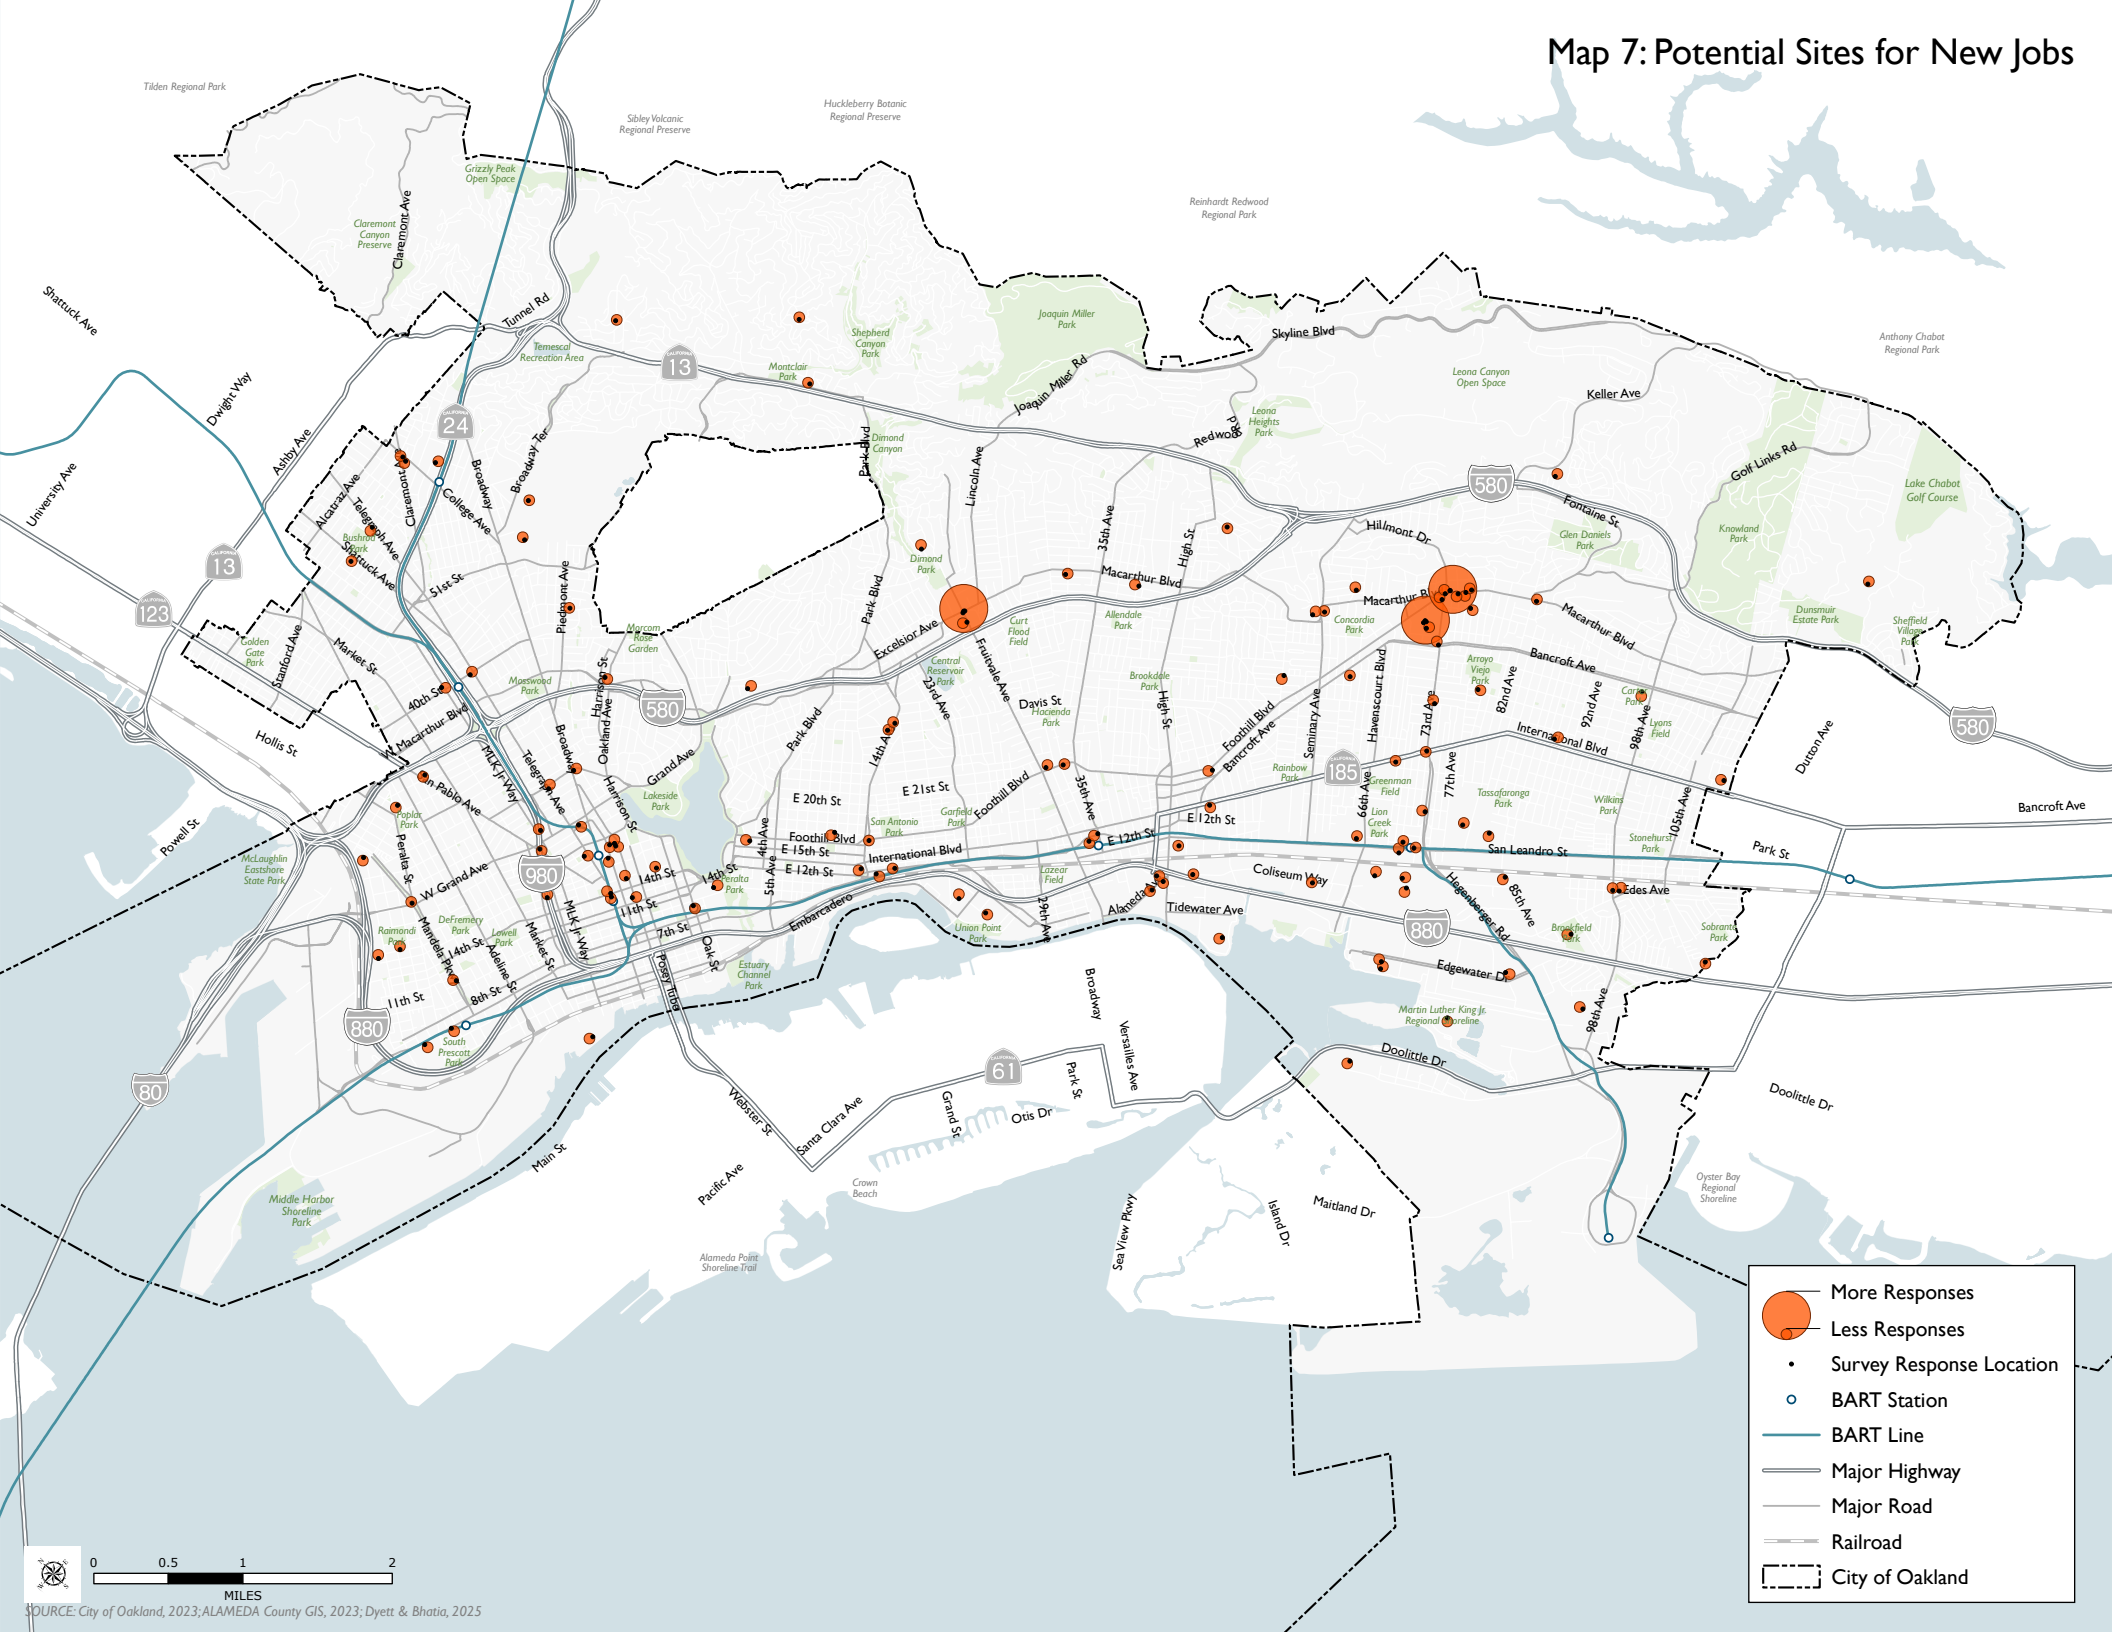 Map 7: Potential Sites for New Jobs
Tilden Regional Park
Sibley Volcanic
Regional Preserve
Huckleberry Botanic
Regional Preserve
Grizzly Peak
Open Space
Claremont
Canyon
Preserve
Claremont Ave
Reinhardt Redwood
Regional Park
Shattuck Ave
Tunnel Rd
Temescal
Recreation Area
CALIFORNIA
13
Shepherd
Canyon
Park
Montclair
Park
Joaquin Miller
Park
Joaquin Miller Rd
Skyline Blvd
Anthony Chabot
Regional Park
Leona Canyon
Open Space
Keller Ave
Dwight Way
CALIFORNIA
24
Ashby Ave
Broadway Ter
Broadway
Park Blvd
Dimond
Canyon
Redwood
Rd
Leona
Heights
Park
Golf Links Rd
Lake Chabot
Golf Course
University Ave
Alcatraz Ave
Telegraph Ave
Claremont Ave
College Ave
Lincoln Ave
35th Ave
High St
580
Fontaine St
Hillmont Dr
Glen Daniels
Park
Knowland
Park
Bushrod
Park
Shattuck Ave
51st St
CALIFORNIA
13
123
Piedmont Ave
Dimond
Park
Park Blvd
Macarthur Blvd
Macarthur Blvd
Macarthur Blvd
Excelsior Ave
Curt
Flood
Field
Allendale
Park
Concordia
Park
Dunsmuir
Estate Park
Sheffield
Village
Park
Golden
Gate
Park
Stanford Ave
Market St
Morcom
Rose
Garden
Mosswood
Park
Harrison St
Oakland Ave
Central
Reservoir
Park
Fruitvale Ave
23rd Ave
Davis St
Hacienda
Park
Brookdale
Park
High St
Bancroft Ave
Arroyo
Viejo
Park
82nd Ave
92nd Ave
98th Ave
Lyons
Field
40th St
W Macarthur Blvd
580
Hollis St
MLK Jr Way
Telegraph Ave
Broadway
Grand Ave
Park Blvd
14th Ave
Foothill Blvd
Bancroft Ave
Seminary Ave
Havenscourt Blvd
73rd Ave
77th Ave
International Blvd
Dutton Ave
580
Powell St
Poplar
Park
Peralta St
Harrison St
Lakeside
Park
E 20th St
E 21st St
Foothill Blvd
35th Ave
Rainbow
Park
CALIFORNIA
185
66th Ave
Greenman
Field
Lion
Creek
Park
Tassafaronga
Park
Wilkins
Park
105th Ave
Bancroft Ave
Foothill Blvd
San Antonio
Park
Garfield
Park
E 12th St
E 12th St
Stonehurst
Park
Park St
McLaughlin
Eastshore
State Park
W Grand Ave
980
14th St
14th St
Peralta
Park
4th Ave
5th Ave
E 15th St
E 12th St
International Blvd
Lazear
Field
29th Ave
San Leandro St
Coliseum Way
Edes Ave
Hegenberger Rd
85th Ave
Raimondi
Park
DeFremery
Park
Lowell
Park
14th St
Mandela Pkwy
Adeline St
Market St
MLK Jr Way
11th St
7th St
Oak St
Embarcadero
Union Point
Park
Tidewater Ave
880
Brookfield
Park
Sobrante
Park
Edgewater Dr
11th St
8th St
880
Posey Tube
Estuary
Channel
Park
Broadway
Versailles Ave
Martin Luther King Jr.
Regional Shoreline
98th Ave
South
Prescott
Park
80
CALIFORNIA
61
Park St
Doolittle Dr
Doolittle Dr
Webster St
Santa Clara Ave
Grand St
Otis Dr
Main St
Pacific Ave
Crown
Beach
Middle Harbor
Shoreline
Park
Alameda Point
Shoreline Trail
Sea View Pkwy
Island Dr
Maitland Dr
Oyster Bay
Regional
Shoreline
More Responses
Less Responses
Survey Response Location
BART Station
BART Line
Major Highway
Major Road
Railroad
City of Oakland
0 0.5 1 2
MILES
SOURCE: City of Oakland, 2023; ALAMEDA County GIS, 2023; Dyett & Bhatia, 2025